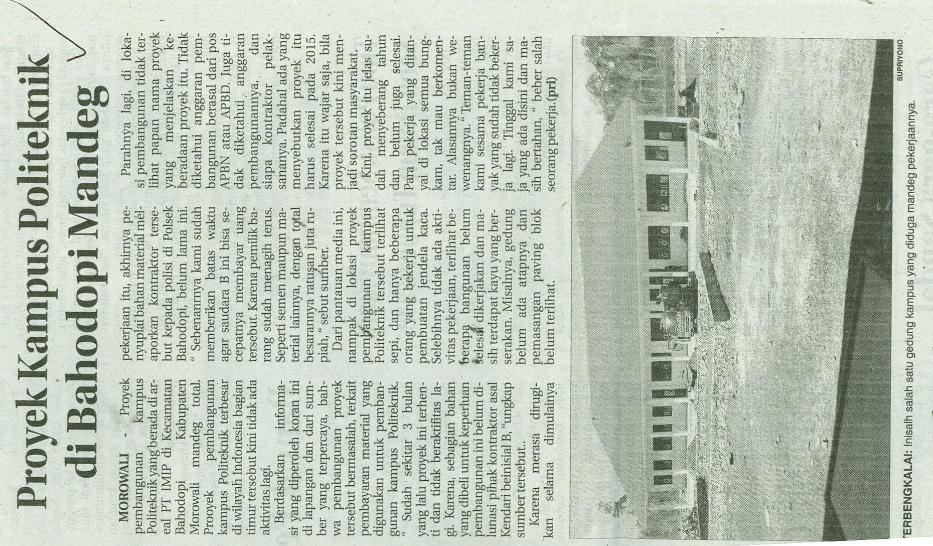 Proyek Kampus Politeknik
di Bahodopi Mandeg
MOROWALI - Proyek
pembangunan kampus
Politeknik yang berada di ar-
eal PT IMIP di Kecamatan
Bahodopi Kabupaten
Morowali mandeg total.
Prooyek pembangunan
kampus Politeknik terbesar
di wilayah Indonesia bagian
timur tersebut kini tidak ada
aktivitas lagi.
Berdasarkan informa-
si yang diperoleh koran ini
di lapangan dan dari sum-
ber yang terpercaya, bah-
wa pembangunan proyek
tersebut bermaslah, terkait
pembayaran material yang
digunakan untuk pemban-
gunan kampus Politeknik.
" Sudah sekitar 3 bulan
yang lalu proyek ini terhen-
ti dan tidak beraktifitas la-
gi. Karena, sebagian bahan
yang dibeli untuk keperluan
pembangunan ini belum di-
lunasi pihak kontraktor asal
Kendari berinisial B, "ungkap
sumber tersebut..
Karena merasa dirugi-
kan selama dimulainya
pekerjaan itu, akhirnya pe-
nyuplai bahan material mel-
aporkan kontraktor terse-
but kepada polisi di Polsek
Bahodopi, belum lama ini.
" Sebenarnya kami sudah
memberikan batas waktu
agar saudara B ini bisa se-
cepatnya membayar uang
tersebut. Karena pemilik ba-
rang sudah menagih terus.
Seperti semen maupun ma-
terial lainnya, dengan total
besarannya ratusan juta ru-
piah, " sebut sumber.
Dari pantauan media ini,
nampak di lokasi proyek
pembangunan kampus
Politeknik tersebut terlihat
sepi, dan hanya beberapa
orang yang bekerja untuk
pembuatan jendela kaca.
Selebihnya tidak ada akti-
vitas pekerjaan, terlihat be-
berapa bangunan belum
selesai dikerjakan dan ma-
sih terdapat kayu yang ber-
serakan. Misalnya, gedung
belum ada atapnya dan
pemasangan paving blok
belum terlihat.
Parahnya lagi, di loka-
si pembangunan tidak ter-
lihat papan nama proyek
yang menjelaskan ke-
beradaan proyek itu. Tidak
diketahui anggaran pem-
bangunan berasal dari pos
APBN atau APBD. Juga ti-
dak diketahui, anggaran
pembangunannya, dan
siapa kontraktor pelak-
sananya. Padahal ada yang
menyebutkan proyek itu
harus selesai pada 2015.
Karena itu wajar saja, bila
proyek tersebut kini men-
jadi sorotan masyarakat.
Kini, proyek itu jelas su-
dah menyeberang tahun
dan belum juga selesai.
Para pekerja yang ditan-
yai di lokasi semua bung-
kam, tak mau berkomen-
tar. Alasannya bukan we-
wenangnya. " Teman-teman
kami sesama pekerja ban-
yak yang sudah tidak beker-
ja lagi. Tinggal kami sa-
ja yang ada disini dan ma-
sih bertahan, " beber salah
seorang pekerja.(pri)
SUPRIYONO
TERBENGKALAI: Inisalah salah satu gedung kampus yang diduga mandeg pekerjaannya.